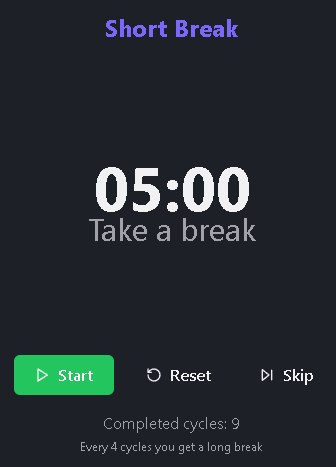 Short Break
05:00
Take a break
Start Reset Skip
Completed cycles: 9
Every 4 cycles you get a long break